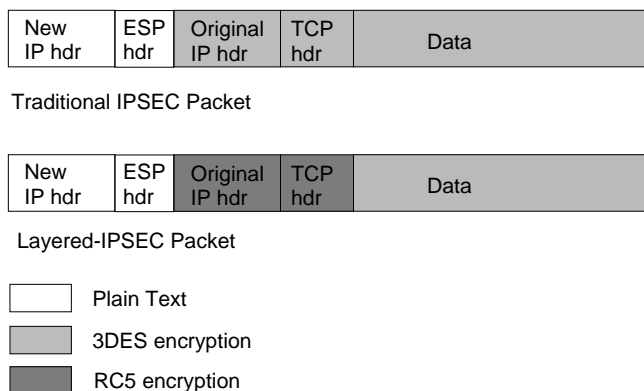 New IP hdr
ESP hdr
Original IP hdr
TCP hdr
Data
Traditional IPSEC Packet
New IP hdr
ESP hdr
Original IP hdr
TCP hdr
Data
Layered-IPSEC Packet
Plain Text
3DES encryption
RC5 encryption